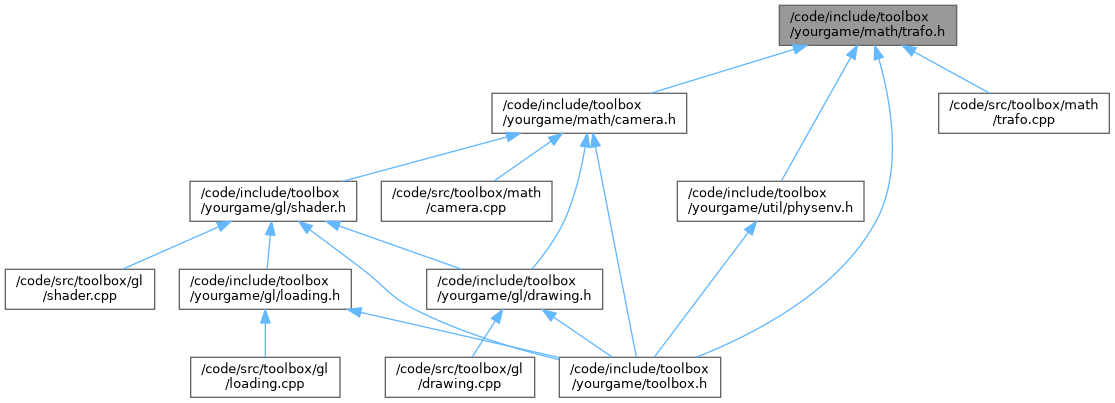 /code/include/toolbox
/yourgame/math/trafo.h
/code/include/toolbox
/yourgame/math/camera.h
/code/src/toolbox/math
/trafo.cpp
/code/include/toolbox
/yourgame/gl/shader.h
/code/src/toolbox/math
/camera.cpp
/code/include/toolbox
/yourgame/util/physenv.h
/code/src/toolbox/gl
/shader.cpp
/code/include/toolbox
/yourgame/gl/loading.h
/code/include/toolbox
/yourgame/gl/drawing.h
/code/src/toolbox/gl
/loading.cpp
/code/src/toolbox/gl
/drawing.cpp
/code/include/toolbox
/yourgame/toolbox.h